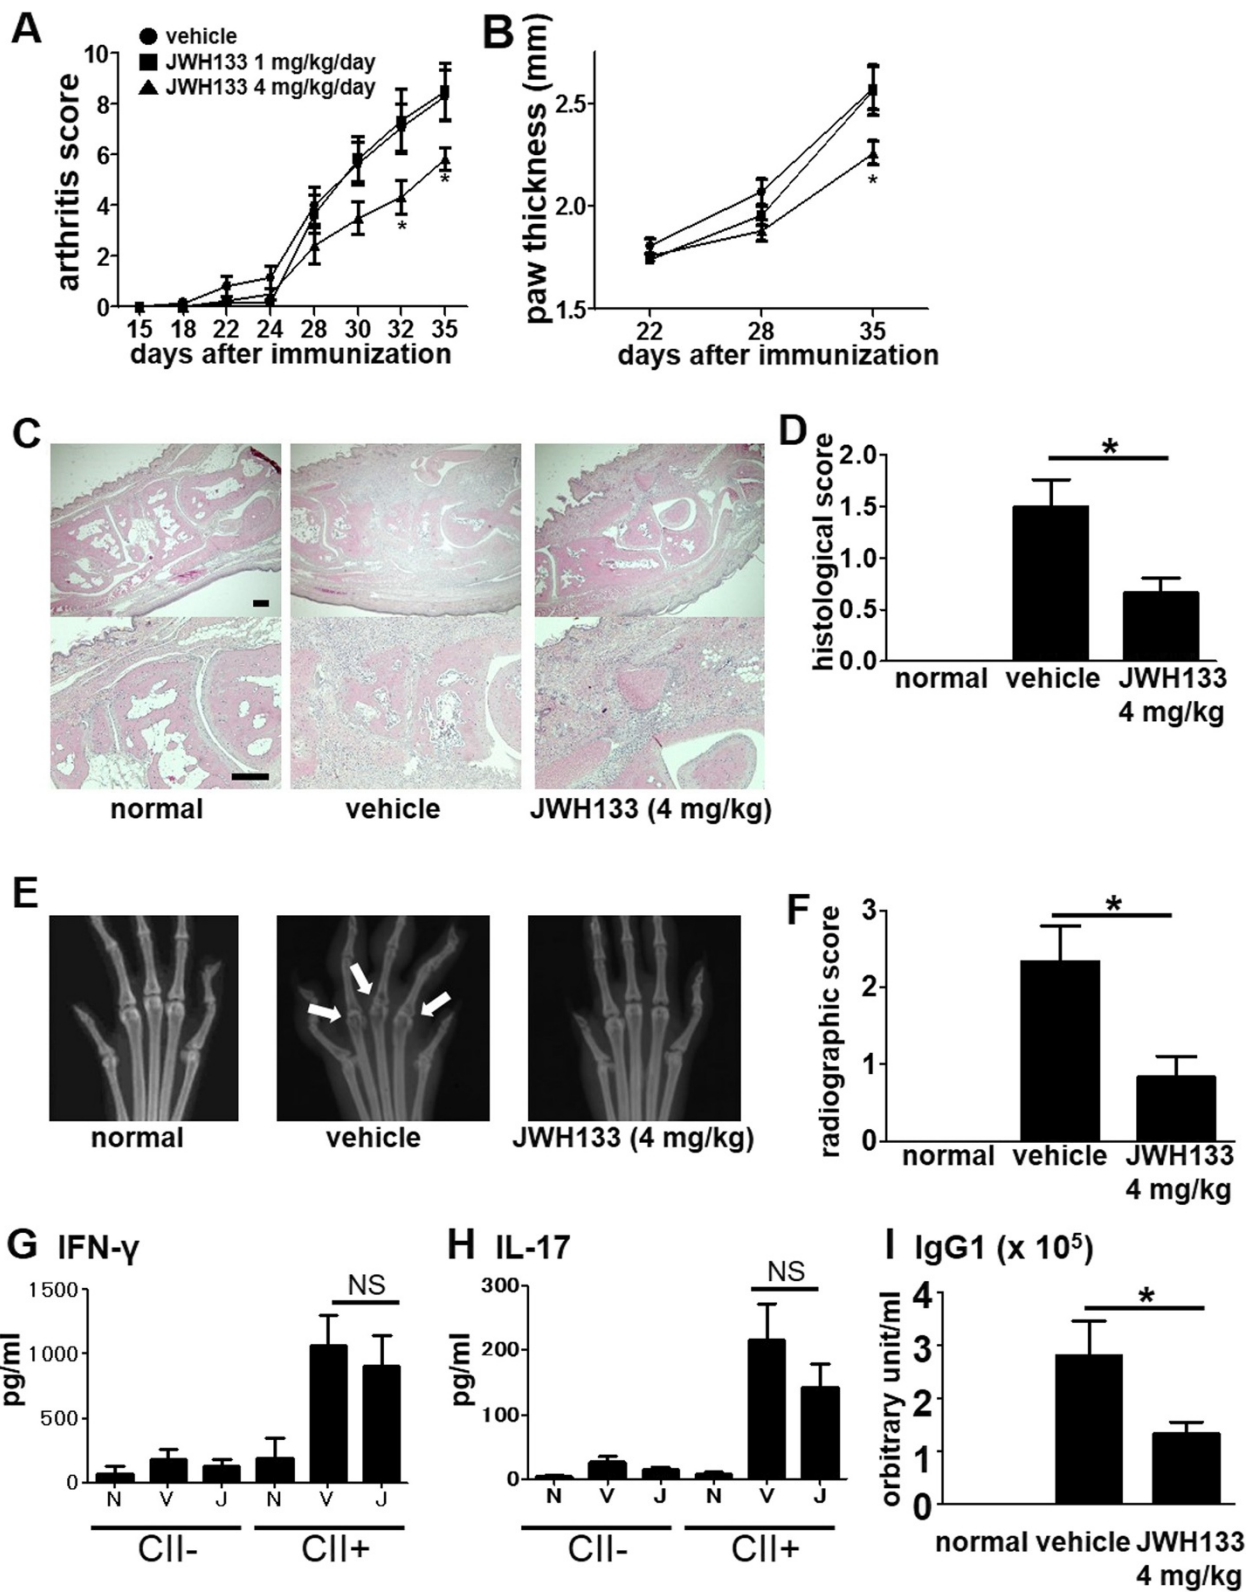 A
vehicle
JWH133 1 mg/kg/day
JWH133 4 mg/kg/day
arthritis score
10
8
6
4
2
0
*
*
15 18 22 24 28 30 32 35
days after immunization
B
paw thickness (mm)
2.5
2.0
1.5
*
22 28 35
days after immunization
C
normal
vehicle
JWH133 (4 mg/kg)
D
histological score
2.0
1.5
1.0
0.5
0.0
*
normal vehicle JWH133
4 mg/kg
E
normal
vehicle
JWH133 (4 mg/kg)
F
radiographic score
3
2
1
0
*
normal vehicle JWH133
4 mg/kg
G IFN-γ
pg/ml
1500
1000
500
0
NS
N V J N V J
CII- CII+
H IL-17
pg/ml
300
200
100
0
NS
N V J N V J
CII- CII+
I IgG1 (x 10⁵)
orbitrary unit/ml
4
3
2
1
0
*
normal vehicle JWH133
4 mg/kg